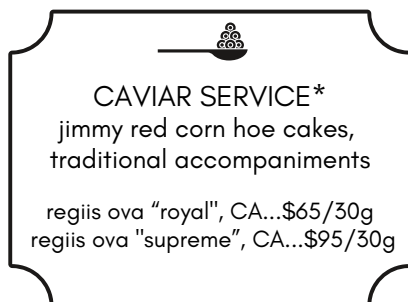 CAVIAR SERVICE*
jimmy red corn hoe cakes,
traditional accompaniments
regiis ova “royal", CA...$65/30g
regiis ova "supreme”, CA...$95/30g